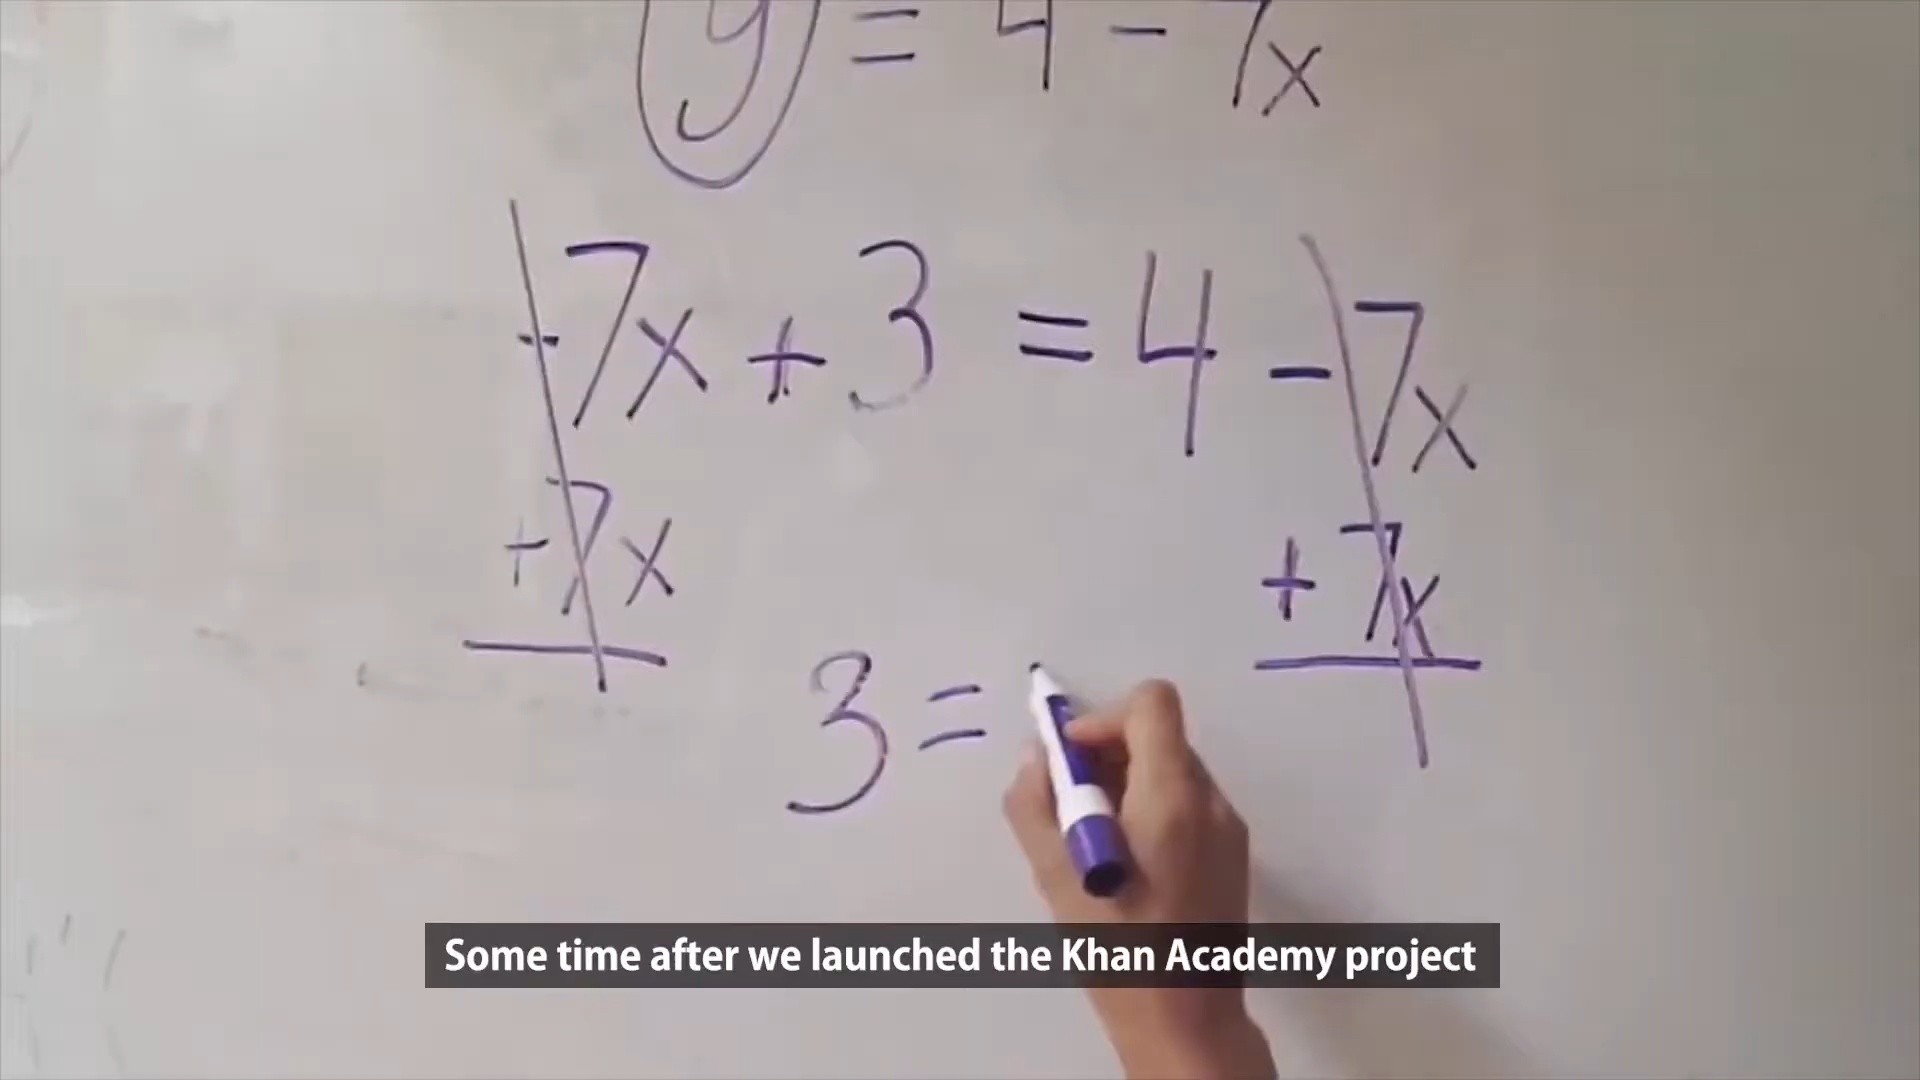 y = 4 - 7x
-7x + 3 = 4 - 7x
+7x + 7x
3 =
Some time after we launched the Khan Academy project